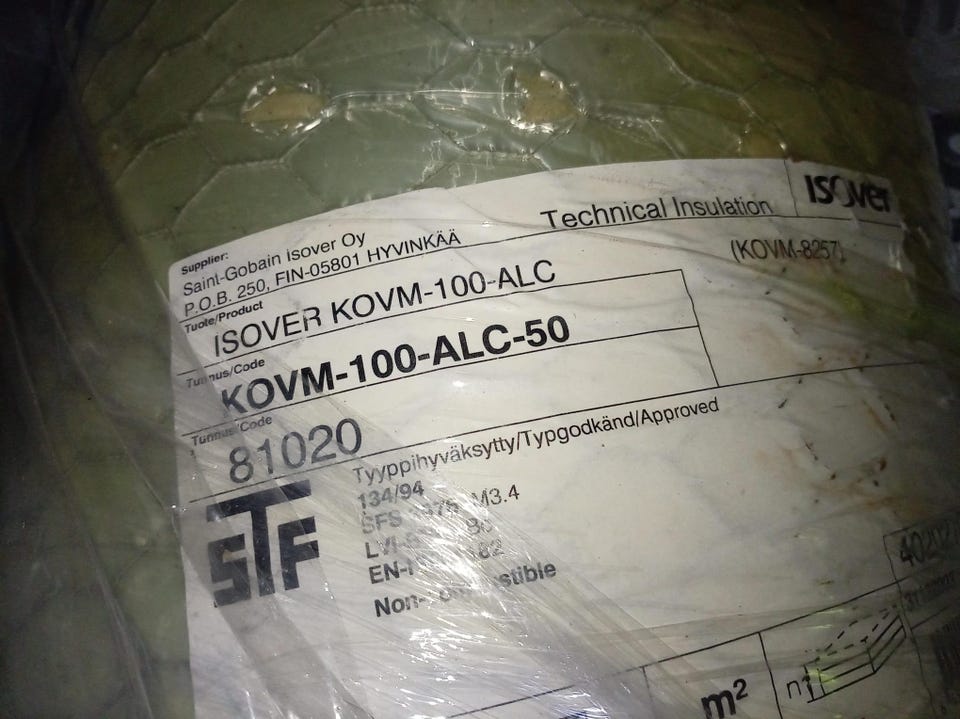 Supplier:
Saint-Gobain Isover Oy
P.O.B. 250, FIN-05801 HYVINKÄÄ
Technical Insulation
ISover
Tuote/Product
ISOVER KOVM-100-ALC
(KOVM-8257)
Tunnus/Code
KOVM-100-ALC-50
Tunnus/Code
81020
STF
Tyyppihyväksytty/Typgodkänd/Approved
134/94
SFS M3.4
Non-
m²
n